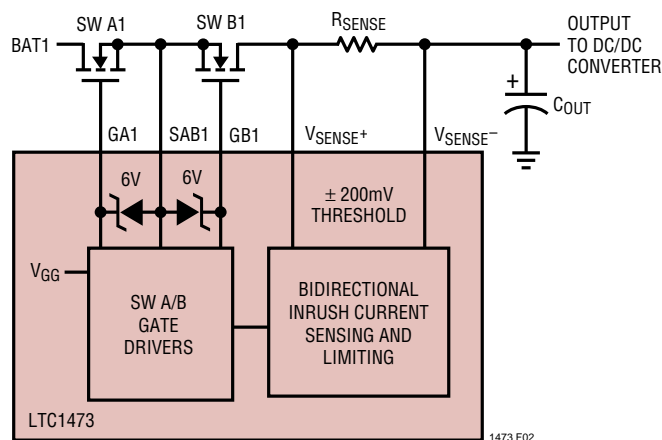 SW A1
SW B1
RSENSE
OUTPUT
TO DC/DC
CONVERTER
BAT1
+
COUT
GA1
SAB1
GB1
VSENSE+
VSENSE–
6V
6V
± 200mV
THRESHOLD
VGG
SW A/B
GATE
DRIVERS
BIDIRECTIONAL
INRUSH CURRENT
SENSING AND
LIMITING
LTC1473
1473 F02